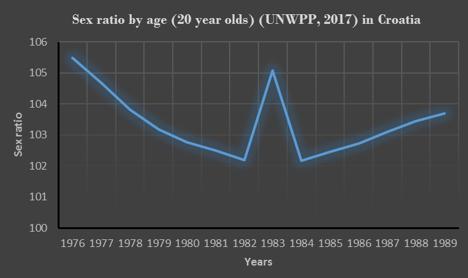 Sex ratio by age (20 year olds) (UNWPP, 2017) in Croatia
106
105
104
103
102
101
100
Sex ratio
1976 1977 1978 1979 1980 1981 1982 1983 1984 1985 1986 1987 1988 1989
Years